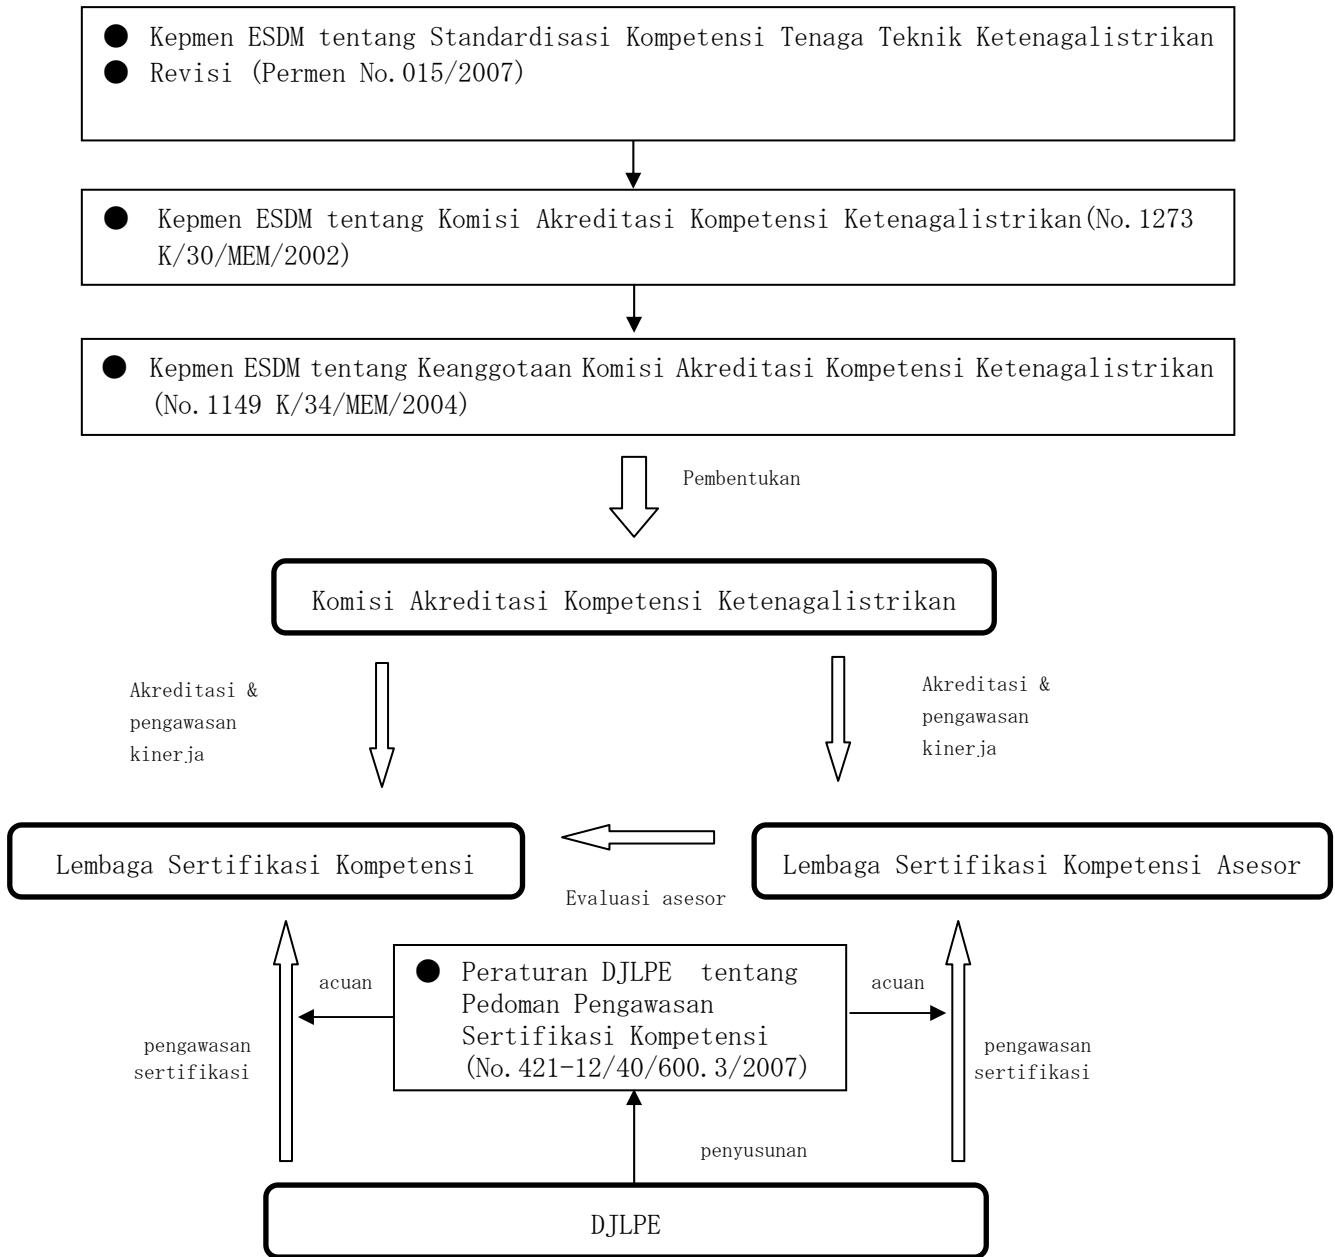 ● Kepmen ESDM tentang Standardisasi Kompetensi Tenaga Teknik Ketenagalistrikan
● Revisi (Permen No.015/2007)
● Kepmen ESDM tentang Komisi Akreditasi Kompetensi Ketenagalistrikan(No.1273
K/30/MEM/2002)
● Kepmen ESDM tentang Keanggotaan Komisi Akreditasi Kompetensi Ketenagalistrikan
(No.1149 K/34/MEM/2004)
Pembentukan
Komisi Akreditasi Kompetensi Ketenagalistrikan
Akreditasi &
pengawasan
kinerja
Akreditasi &
pengawasan
kinerja
Lembaga Sertifikasi Kompetensi
Lembaga Sertifikasi Kompetensi Asesor
Evaluasi asesor
acuan
● Peraturan DJLPE tentang
Pedoman Pengawasan
Sertifikasi Kompetensi
(No.421-12/40/600.3/2007)
acuan
pengawasan
sertifikasi
pengawasan
sertifikasi
penyusunan
DJLPE